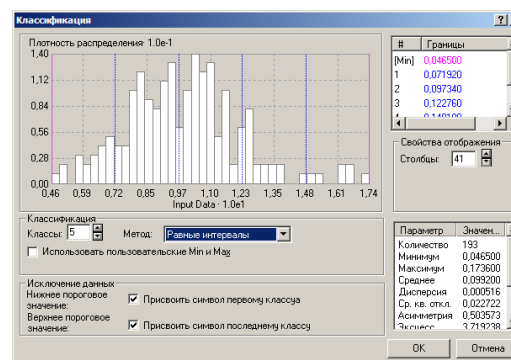 Классификация
Плотность распределения· 1.0e-1
1,40
1,12
0,84
0,56
0,28
0,00
0,46 0,59 0,72 0,85 0,97 1,10 1,23 1,35 1,48 1,61 1,74
Input Data · 1.0e1
# Границы
[Min] 0,046500
1 0,071920
2 0,097340
3 0,122760
Свойства отображения
Столбцы: 41
Классификация
Классы: 5 Метод: Равные интервалы
Использовать пользовательские Min и Max
Исключение данных
Нижнее пороговое значение: Присвоить символ первому классуа
Верхнее пороговое значение: Присвоить символ последнему классу
Параметр Значен...
Количество 193
Минимум 0,046500
Максимум 0,173600
Среднее 0,099200
Дисперсия 0,000516
Ср. кв. откл. 0,022722
Асимметрия 0,503573
Эксцесс 3,719238
OK Отмена